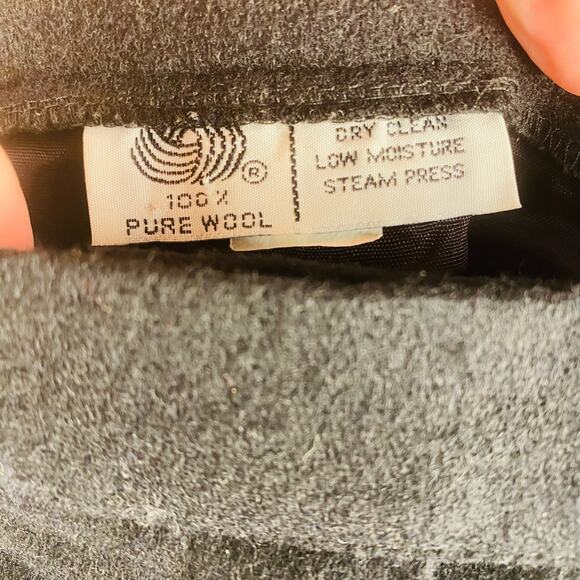 ®
100%
PURE WOOL
DRY CLEAN
LOW MOISTURE
STEAM PRESS